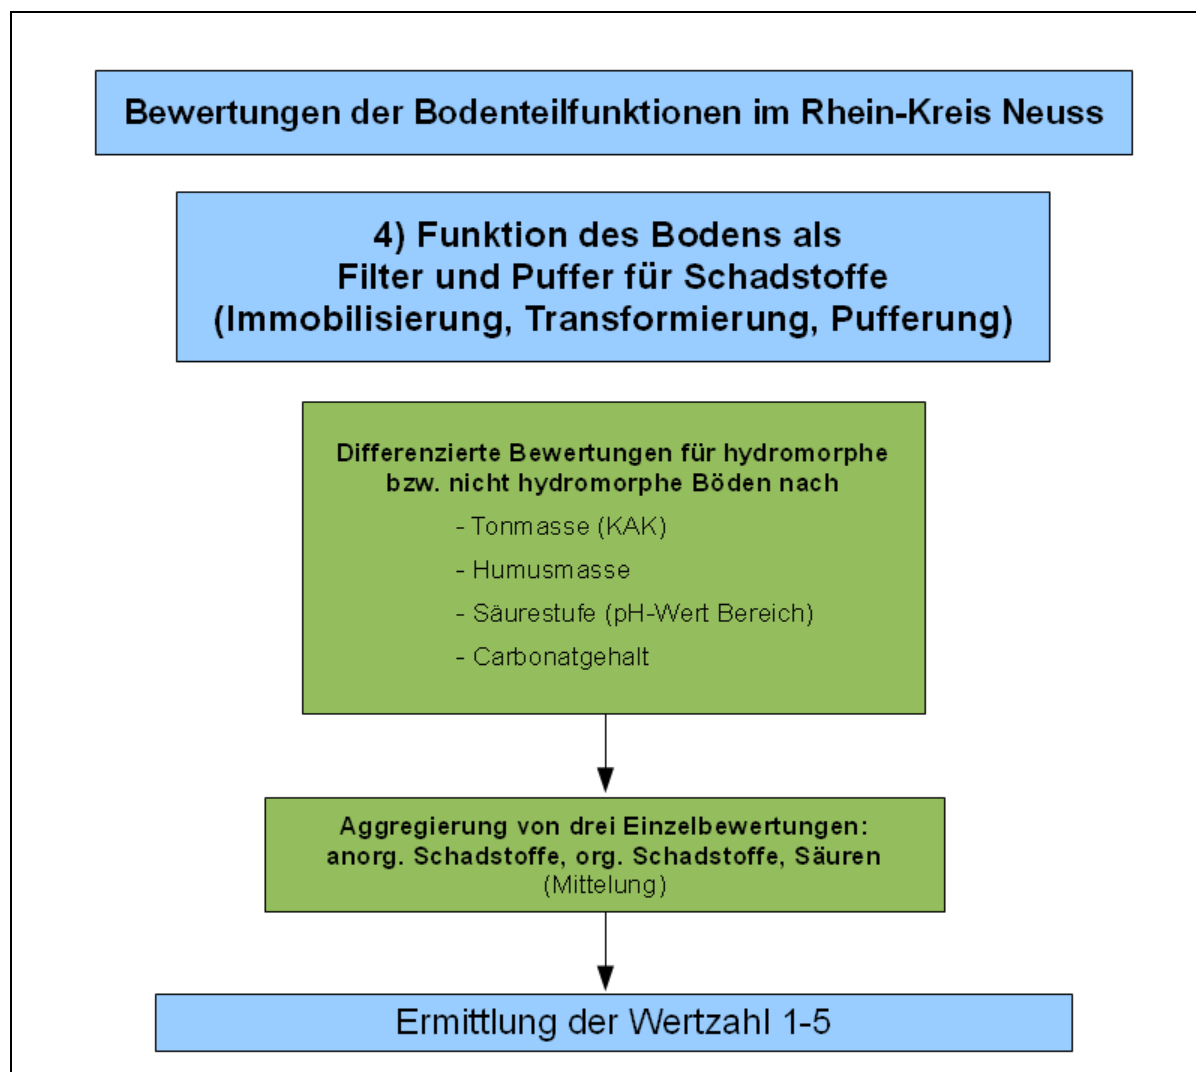 Bewertungen der Bodenteilfunktionen im Rhein-Kreis Neuss
4) Funktion des Bodens als
Filter und Puffer für Schadstoffe
(Immobilisierung, Transformierung, Pufferung)
Differenzierte Bewertungen für hydromorphe
bzw. nicht hydromorphe Böden nach
- Tonmasse (KAK)
- Humusmasse
- Säurestufe (pH-Wert Bereich)
- Carbonatgehalt
Aggregierung von drei Einzelbewertungen:
anorg. Schadstoffe, org. Schadstoffe, Säuren
(Mittelung)
Ermittlung der Wertzahl 1-5